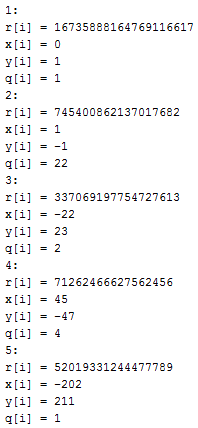 1:
r[i] = 16735888164769116617
x[i] = 0
y[i] = 1
q[i] = 1
2:
r[i] = 745400862137017682
x[i] = 1
y[i] = -1
q[i] = 22
3:
r[i] = 337069197754727613
x[i] = -22
y[i] = 23
q[i] = 2
4:
r[i] = 71262466627562456
x[i] = 45
y[i] = -47
q[i] = 4
5:
r[i] = 52019331244477789
x[i] = -202
y[i] = 211
q[i] = 1